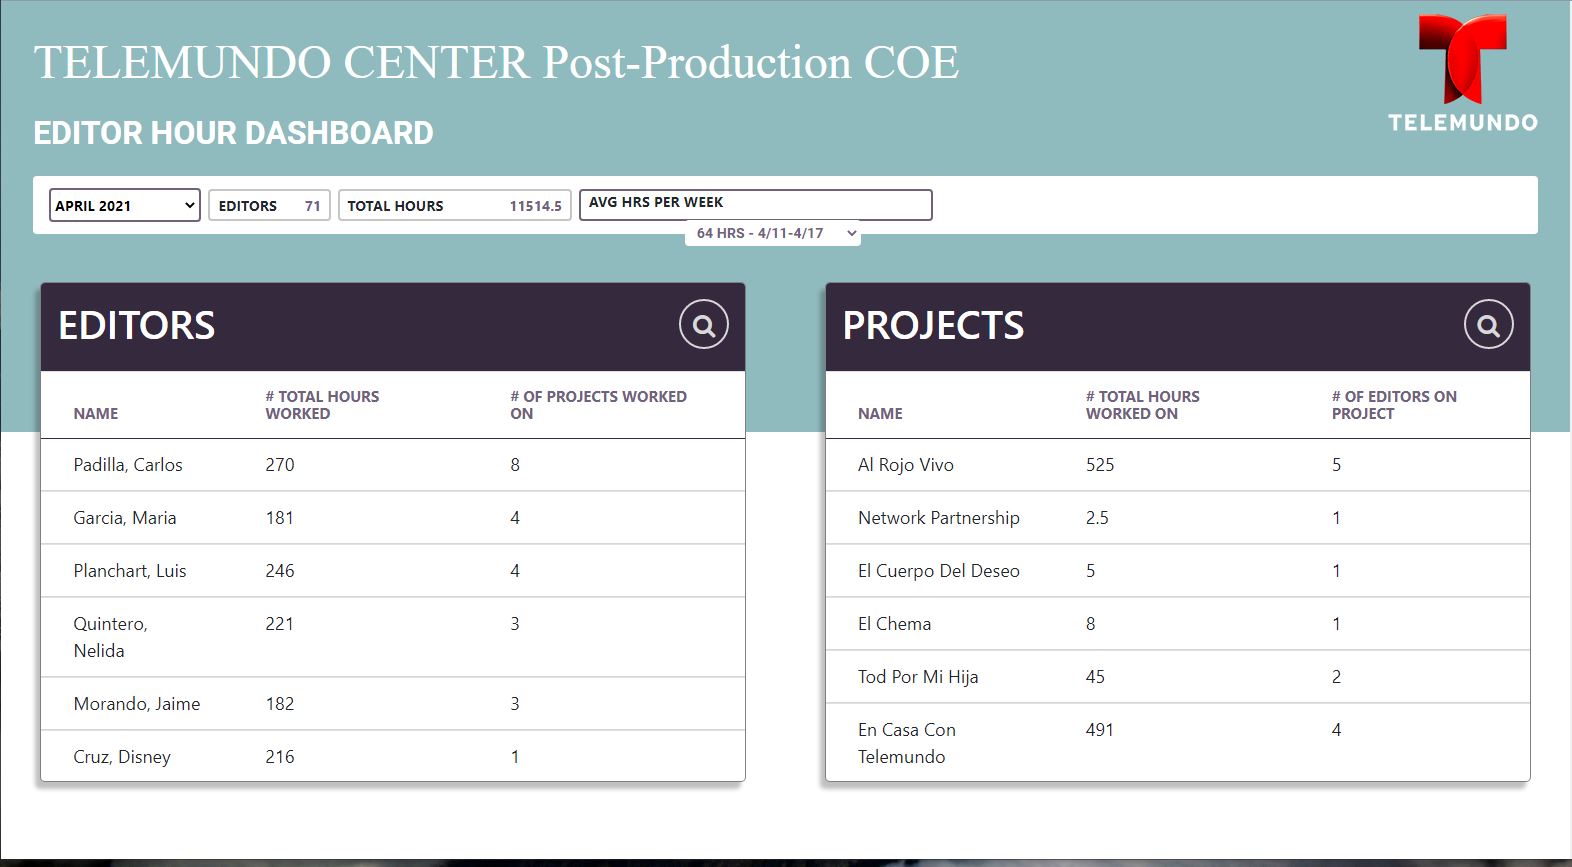 TELEMUNDO CENTER Post-Production COE
TELEMUNDO
EDITOR HOUR DASHBOARD
APRIL 2021
EDITORS 71
TOTAL HOURS 11514.5
AVG HRS PER WEEK
64 HRS - 4/11-4/17
EDITORS
NAME
# TOTAL HOURS
WORKED
# OF PROJECTS WORKED
ON
Padilla, Carlos 270 8
Garcia, Maria 181 4
Planchart, Luis 246 4
Quintero, 221 3
Nelida
Morando, Jaime 182 3
Cruz, Disney 216 1
PROJECTS
NAME
# TOTAL HOURS
WORKED ON
# OF EDITORS ON
PROJECT
Al Rojo Vivo 525 5
Network Partnership 2.5 1
El Cuerpo Del Deseo 5 1
El Chema 8 1
Tod Por Mi Hija 45 2
En Casa Con 491 4
Telemundo